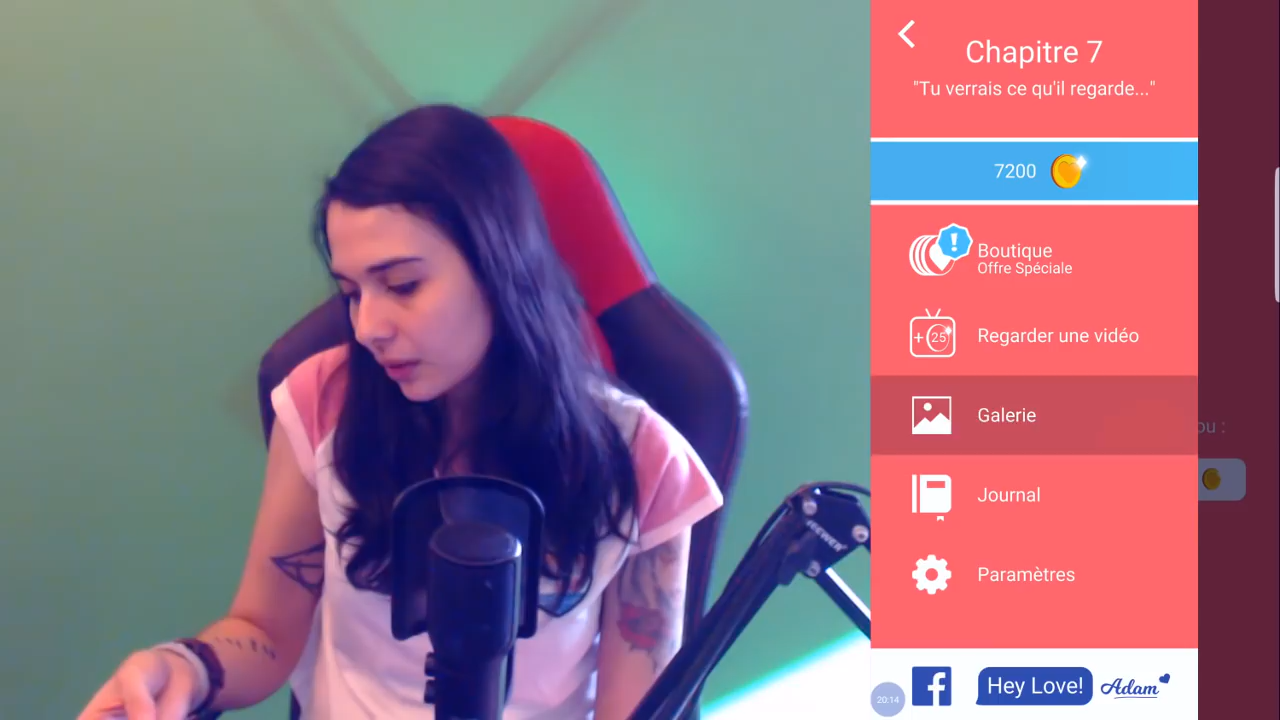 Chapitre 7
"Tu verrais ce qu'il regarde..."
7200
!
Boutique
Offre Spéciale
+25
Regarder une vidéo
Galerie
ou :
Journal
Paramètres
20:14
f
Hey Love!
Adam
NEEWER